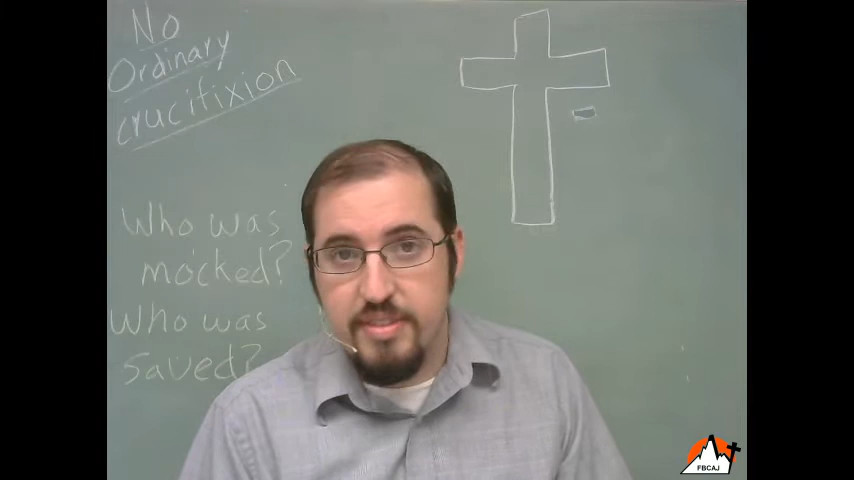 No
Ordinary
crucifixion
Who was
mocked?
Who was
saved?
FBCAJ